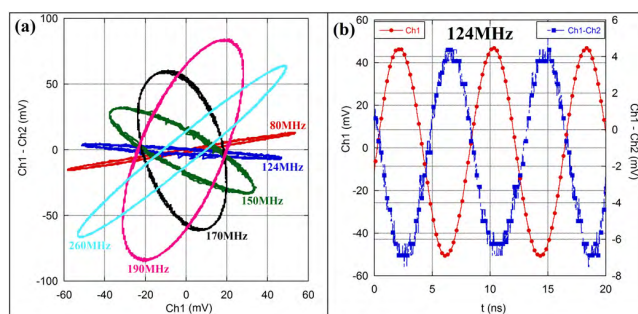 (a)
100
50
0
-50
-100
Ch1 - Ch2 (mV)
80MHz
124MHz
150MHz
170MHz
260MHz
190MHz
-60 -40 -20 0 20 40 60
Ch1 (mV)
(b)
Ch1
124MHz
Ch1-Ch2
60
40
20
0
-20
-40
-60
Ch1 (mV)
6
4
2
0
2
4
6
8
Ch1 - Ch2 (mV)
0 5 10 15 20
t (ns)